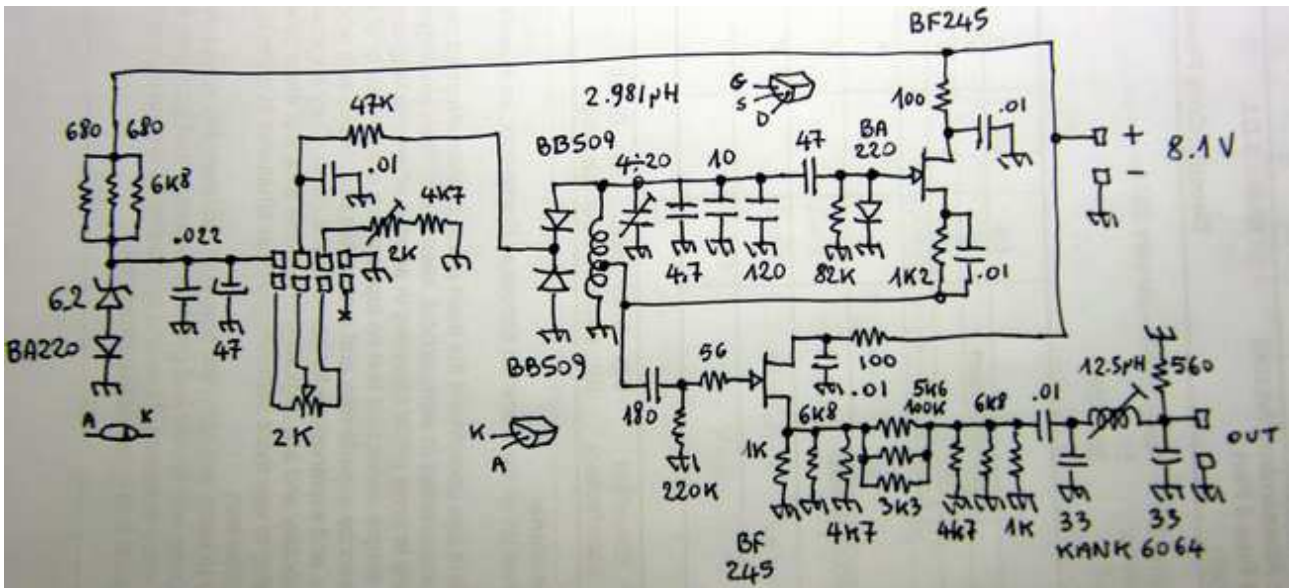 BF245
2.981µH
G
S
D
100
.01
47K
680 680
BB509
4÷20
10
47
BA
220
+
8.1V
-
6K8
.01
4K7
.022
2K
4.7
120
82K
1K2
.01
6.2
BA220
47
BB509
56
100
12.5µH
560
A K
2K
K
A
180
.01
5K6
100K
6K8
6K8
.01
1K
OUT
220K
4K7
3K3
4K7
1K
33
33
BF
245
KANK 6064